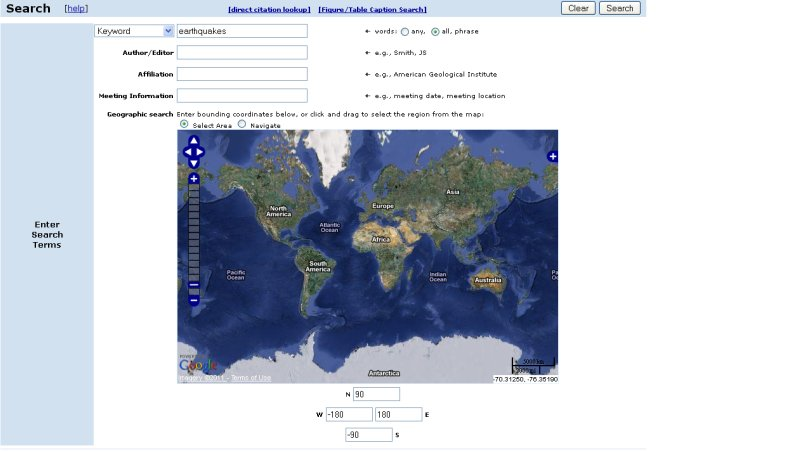 Search [help] [direct citation lookup] [Figure/Table Caption Search] Clear Search
Keyword earthquakes ← words: any, all, phrase
Author/Editor ← e.g., Smith, JS
Affiliation ← e.g., American Geological Institute
Meeting Information ← e.g., meeting date, meeting location
Geographic search Enter bounding coordinates below, or click and drag to select the region from the map:
Select Area Navigate
Asia
Europe
North
America
Atlantic
Ocean
Africa
Enter
Search
Terms
South
America
Pacific
Ocean
Indian
Ocean
Australia
Pa
Oc
POWERED BY
Google
Imagery ©2011 - Terms of Use
Antarctica
5000 km
-70.31250, -76.35190
N 90
W -180 180 E
-90 S